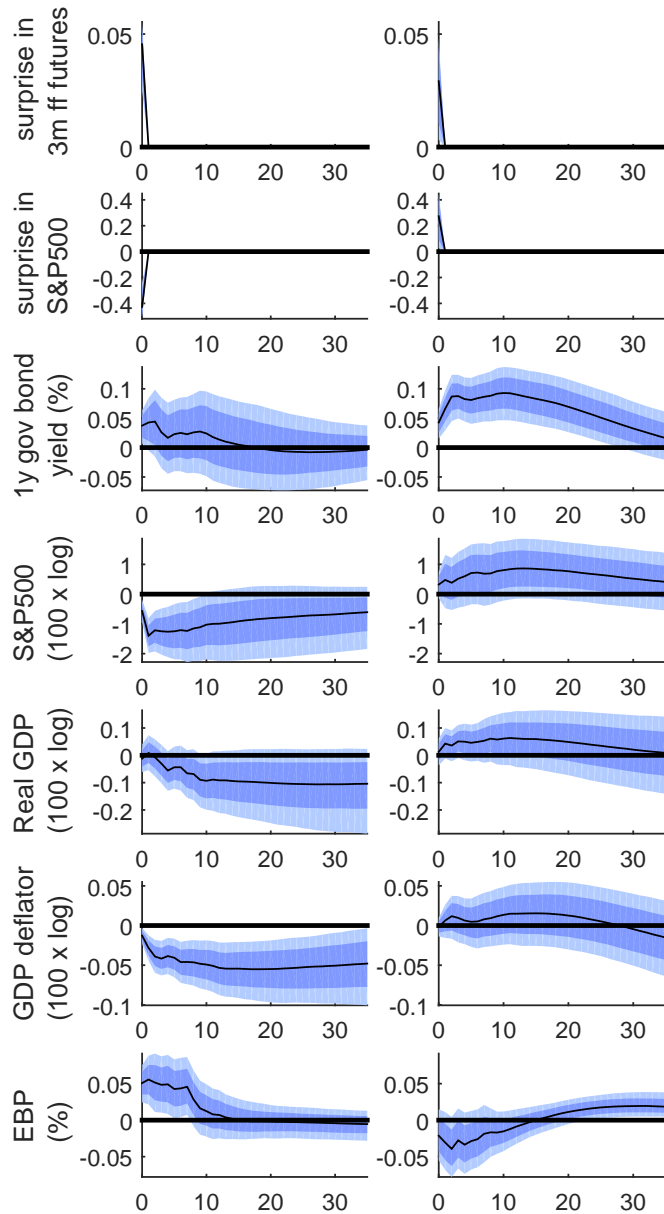 surprise in
3m ff futures
0.05
0
0 10 20 30
0.05
0
0 10 20 30
surprise in
S&P500
0.4
0.2
0
-0.2
-0.4
0 10 20 30
0.4
0.2
0
-0.2
-0.4
0 10 20 30
1y gov bond
yield (%)
0.1
0.05
0
-0.05
0 10 20 30
0.1
0.05
0
-0.05
0 10 20 30
S&P500
(100 x log)
1
0
-1
-2
0 10 20 30
1
0
-1
-2
0 10 20 30
Real GDP
(100 x log)
0.1
0
-0.1
-0.2
0 10 20 30
0.1
0
-0.1
-0.2
0 10 20 30
GDP deflator
(100 x log)
0.05
0
-0.05
-0.1
0 10 20 30
0.05
0
-0.05
-0.1
0 10 20 30
EBP
(%)
0.05
0
-0.05
0 10 20 30
0.05
0
-0.05
0 10 20 30